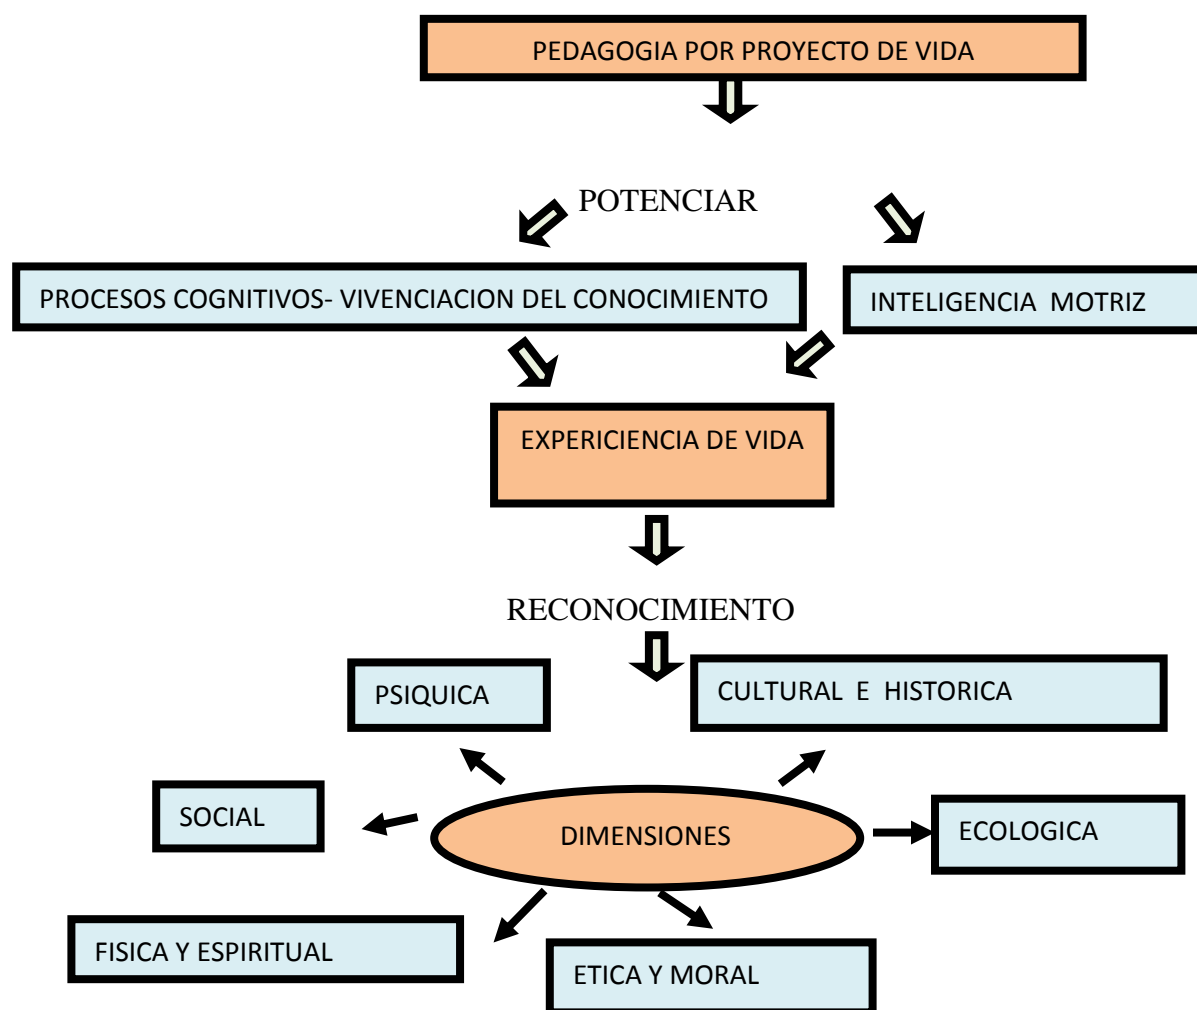 PEDAGOGIA POR PROYECTO DE VIDA
POTENCIAR
PROCESOS COGNITIVOS- VIVENCIACION DEL CONOCIMIENTO
INTELIGENCIA MOTRIZ
EXPERICIENCIA DE VIDA
RECONOCIMIENTO
PSIQUICA
CULTURAL E HISTORICA
SOCIAL
DIMENSIONES
ECOLOGICA
FISICA Y ESPIRITUAL
ETICA Y MORAL